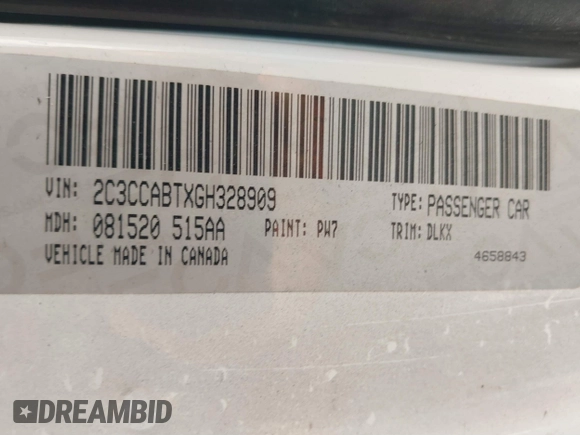 VIN: 2C3CCABTXGH328909 TYPE: PASSENGER CAR
MDH: 081520 515AA PAINT: PW7 TRIM: DLKX
VEHICLE MADE IN CANADA 4658843
DREAMBID